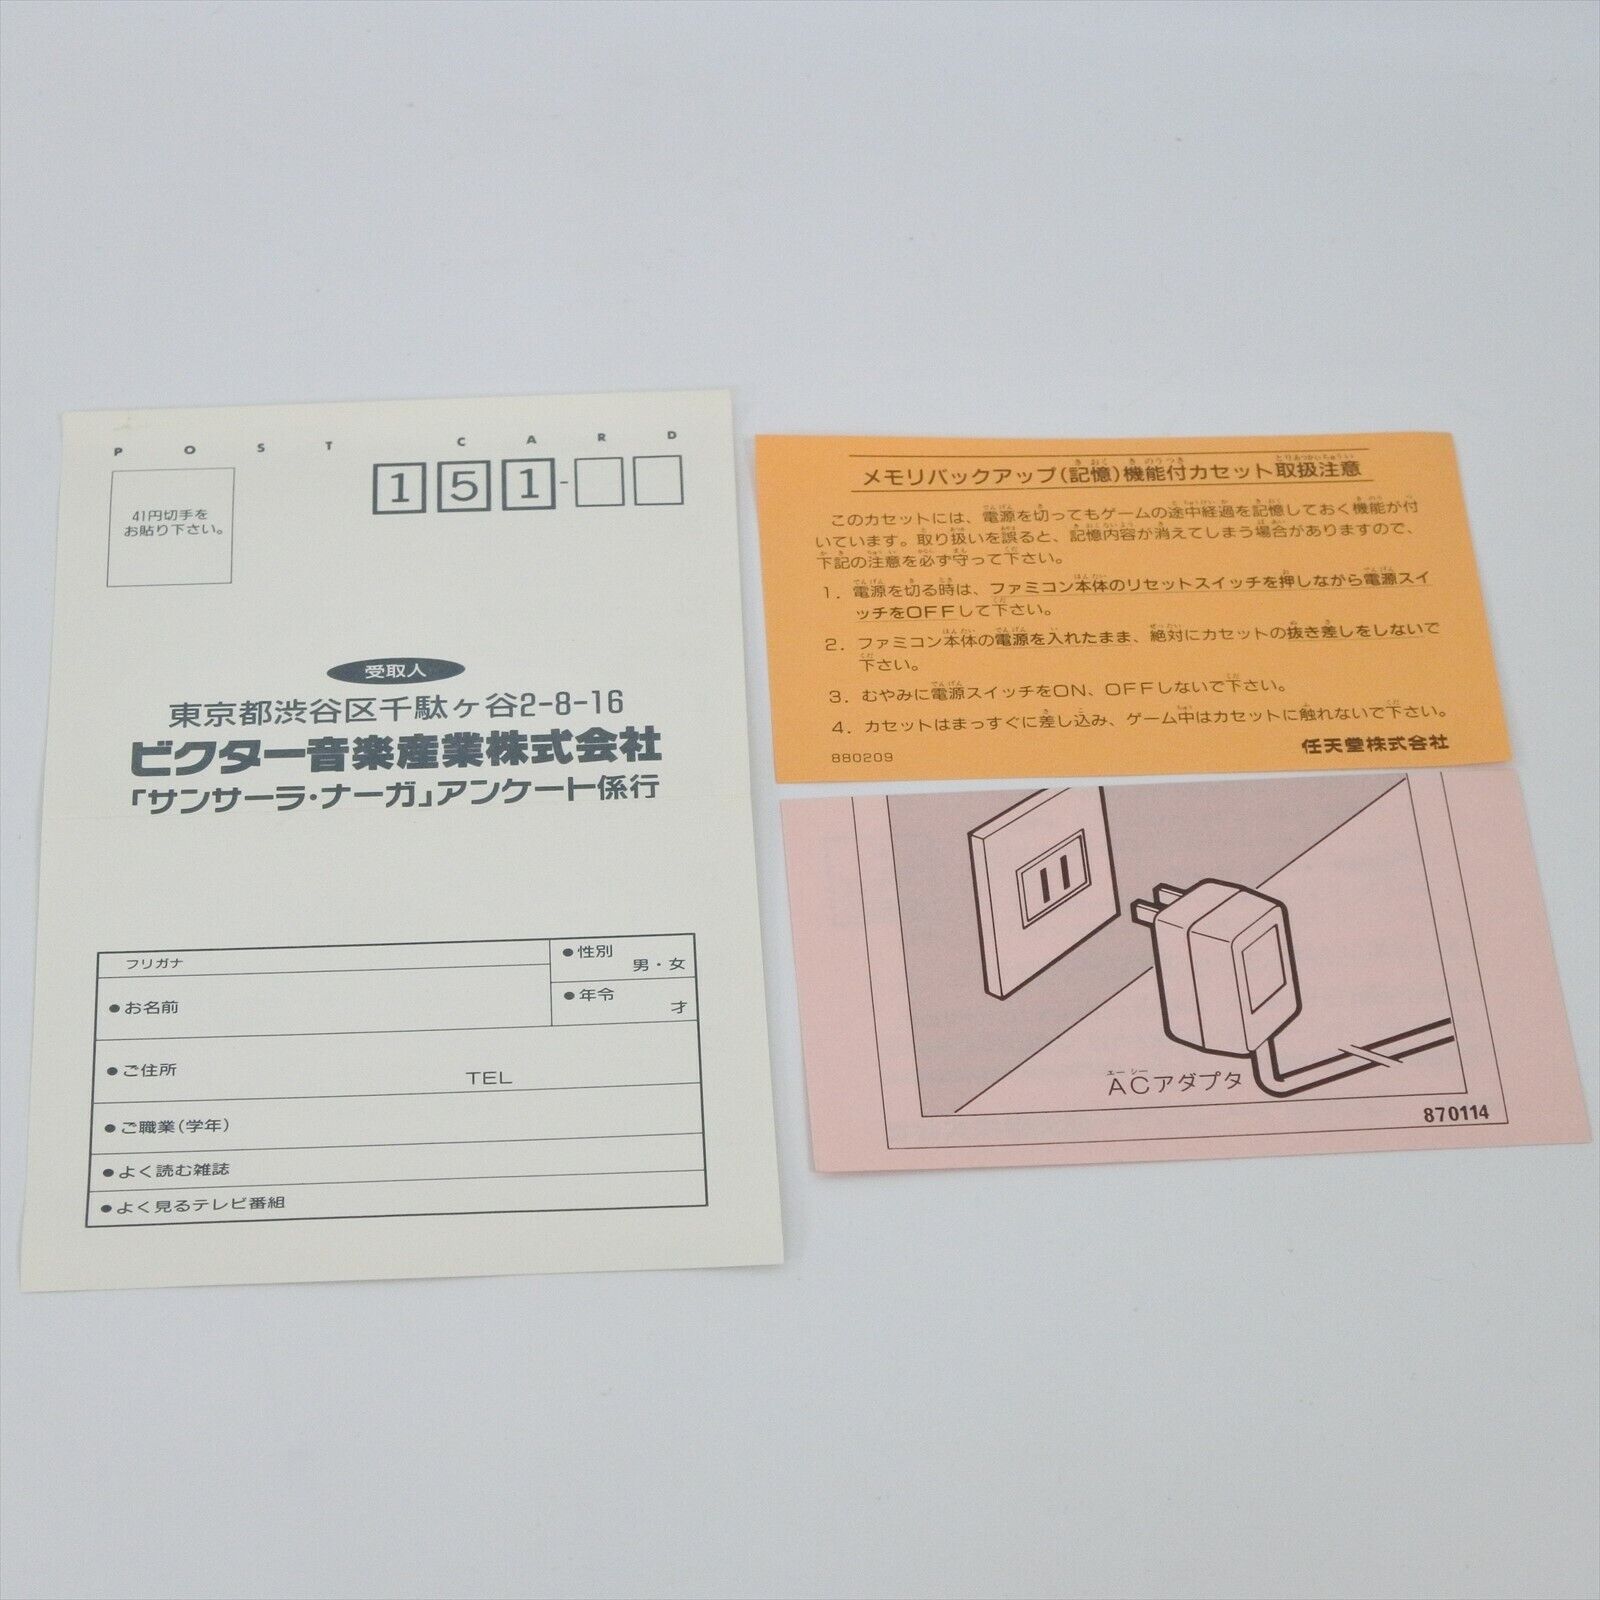 POST CARD
151-
41円切手を
お貼り下さい。
受取人
東京都渋谷区千駄ヶ谷2-8-16
ビクター音楽産業株式会社
「サンサーラ・ナーガ」アンケート係行
フリガナ
●お名前
●性別
男・女
●年令
才
●ご住所
TEL
●ご職業(学年)
●よく読む雑誌
●よく見るテレビ番組
メモリバックアップ(記憶)機能付カセット取扱注意
このカセットには、電源を切ってもゲームの途中経過を記憶しておく機能が付
いています。取り扱いを誤ると、記憶内容が消えてしまう場合がありますので、
下記の注意を必ず守って下さい。
1. 電源を切る時は、ファミコン本体のリセットスイッチを押しながら電源スイ
ッチをOFFして下さい。
2. ファミコン本体の電源を入れたまま、絶対にカセットの抜き差しをしないで
下さい。
3. むやみに電源スイッチをON、OFFしないで下さい。
4. カセットはまっすぐに差し込み、ゲーム中はカセットに触れないで下さい。
880209
任天堂株式会社
エー シー
ACアダプタ
870114